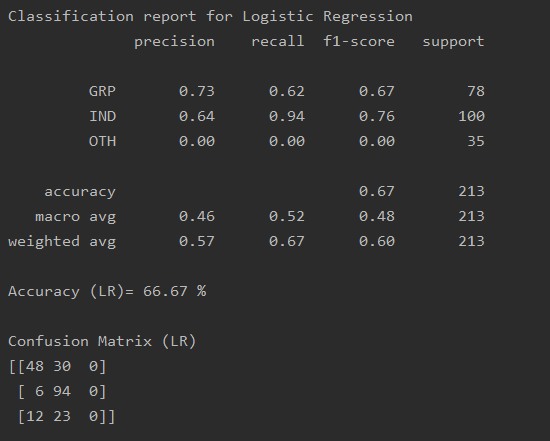 Classification report for Logistic Regression
precision recall f1-score support
GRP 0.73 0.62 0.67 78
IND 0.64 0.94 0.76 100
OTH 0.00 0.00 0.00 35
accuracy 0.67 213
macro avg 0.46 0.52 0.48 213
weighted avg 0.57 0.67 0.60 213
Accuracy (LR)= 66.67 %
Confusion Matrix (LR)
[[48 30 0]
[ 6 94 0]
[12 23 0]]